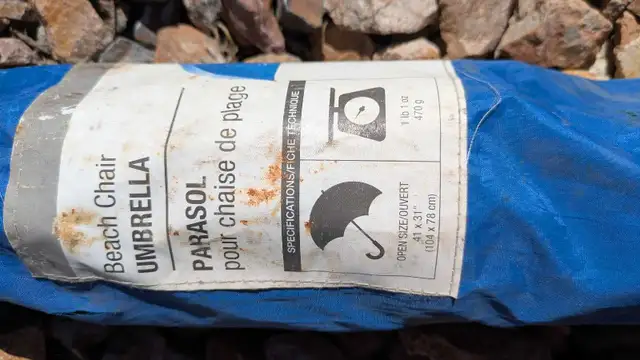 Beach Chair
UMBRELLA
PARASOL
pour chaise de plage
SPECIFICATIONS/FICHE TECHNIQUE
1 lb 1 oz
470 g
OPEN SIZE/OUVERT
41 x 31"
(104 x 78 cm)